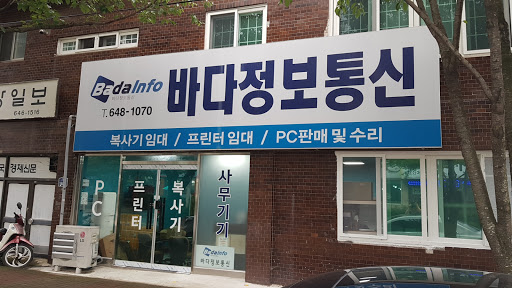 BadaInfo
바다정보통신
T. 648-1070
복사기 임대 / 프린터 임대 / PC판매 및 수리
일보
648-1516
경제신문
PC
프린터
복사기
사무기기
BadaInfo
바다정보통신